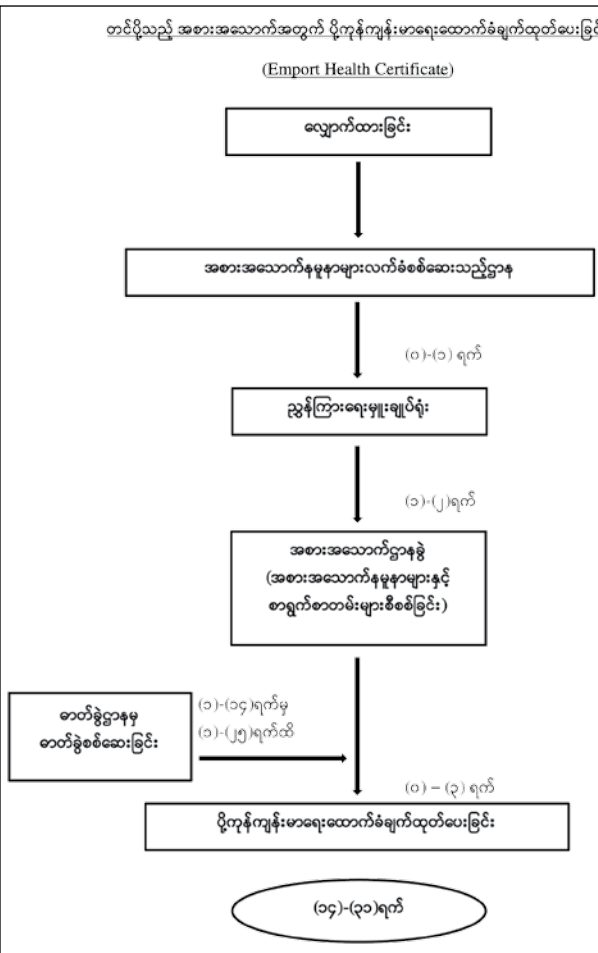 တင်ပို့သည့် အစားအသောက်အတွက် ပို့ကုန်ကျန်းမာရေးထောက်ခံချက်ထုတ်ပေးခြင်း
(Emport Health Certificate)
လျှောက်ထားခြင်း
အစားအသောက်နမူနာများလက်ခံစစ်ဆေးသည့်ဌာန
(၀)-(၁) ရက်
ညွှန်ကြားရေးမှူးချုပ်ရုံး
(၁)-(၂)ရက်
အစားအသောက်ဌာနခွဲ
(အစားအသောက်နမူနာများနှင့်
စာရွက်စာတမ်းများစီစစ်ခြင်း)
ဓာတ်ခွဲဌာနမှ
ဓာတ်ခွဲစစ်ဆေးခြင်း
(၁)-(၁၄)ရက်မှ
(၁)-(၂၅)ရက်ထိ
(၀) – (၃) ရက်
ပို့ကုန်ကျန်းမာရေးထောက်ခံချက်ထုတ်ပေးခြင်း
(၁၄)-(၃၁)ရက်